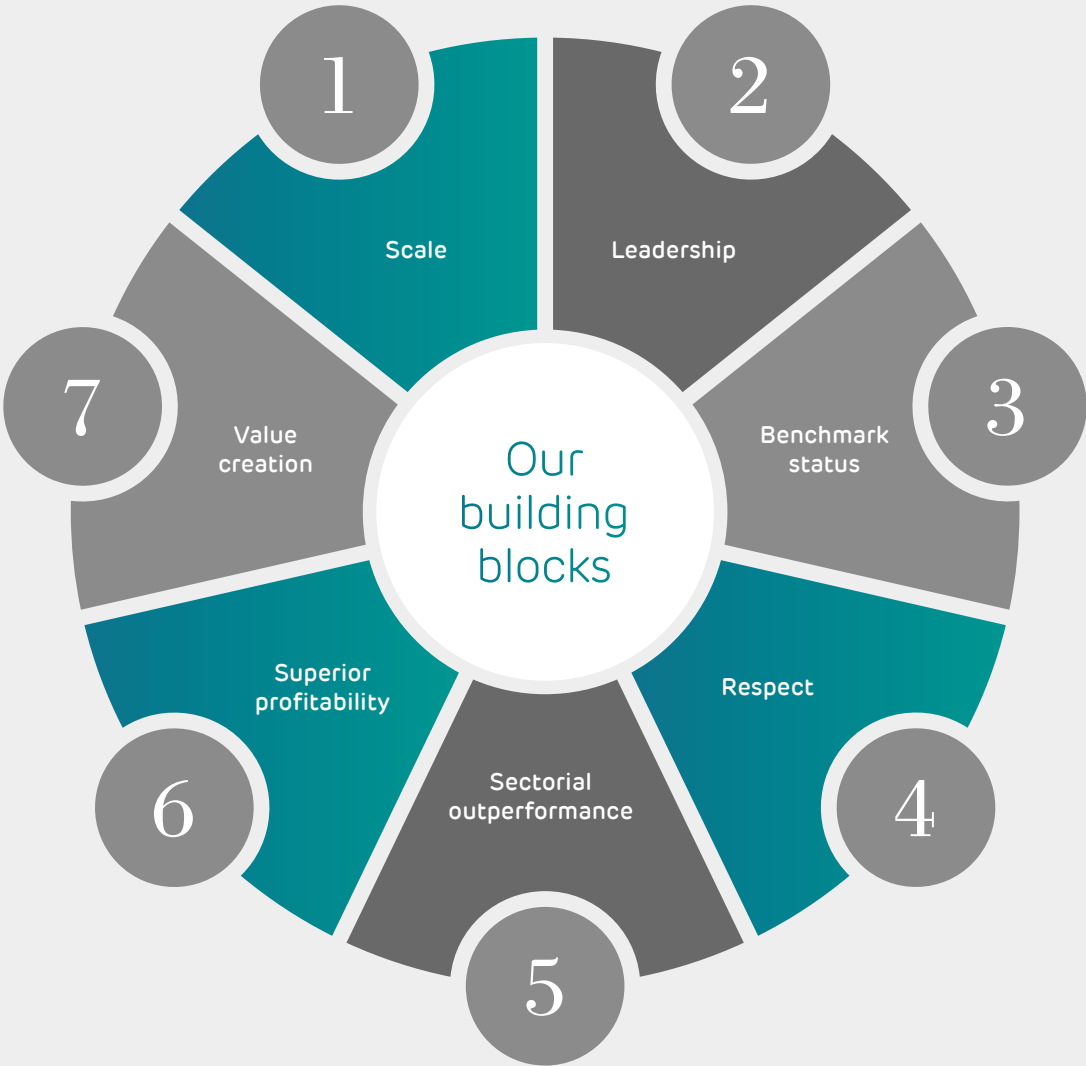 Our
building
blocks
1
Scale
2
Leadership
3
Benchmark
status
4
Respect
5
Sectorial
outperformance
6
Superior
profitability
7
Value
creation